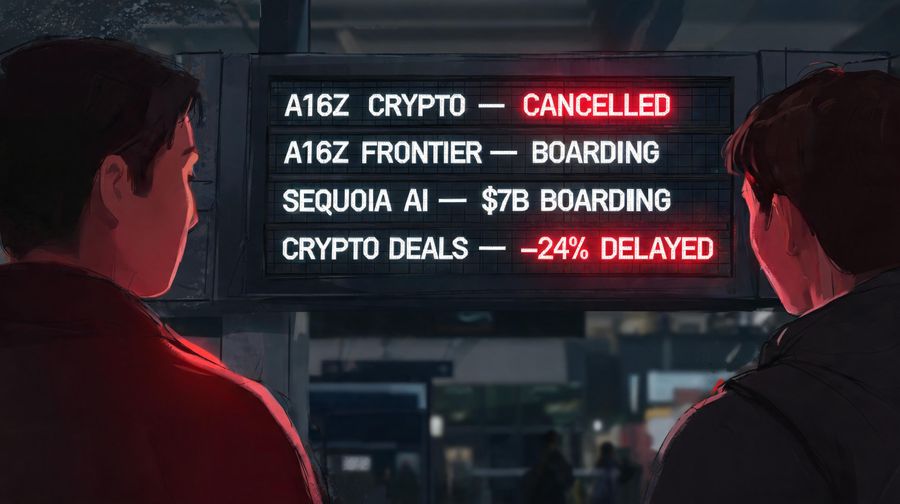 A16Z CRYPTO — CANCELLED
A16Z FRONTIER — BOARDING
SEQUOIA AI — $7B BOARDING
CRYPTO DEALS — –24% DELAYED